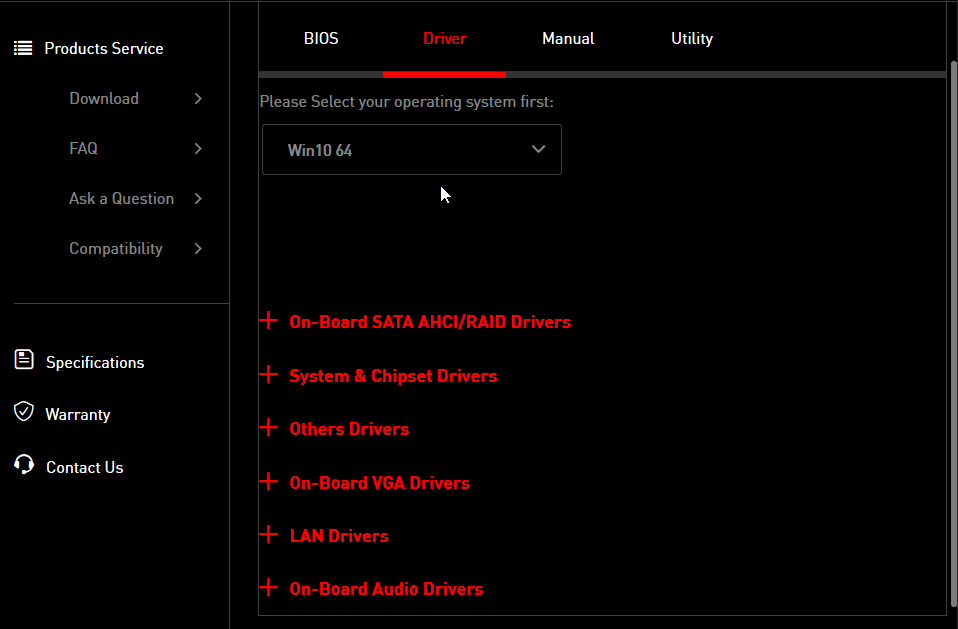 Products Service
Download
FAQ
Ask a Question
Compatibility
Specifications
Warranty
Contact Us
BIOS Driver Manual Utility
Please Select your operating system first:
Win10 64
On-Board SATA AHCI/RAID Drivers
System & Chipset Drivers
Others Drivers
On-Board VGA Drivers
LAN Drivers
On-Board Audio Drivers